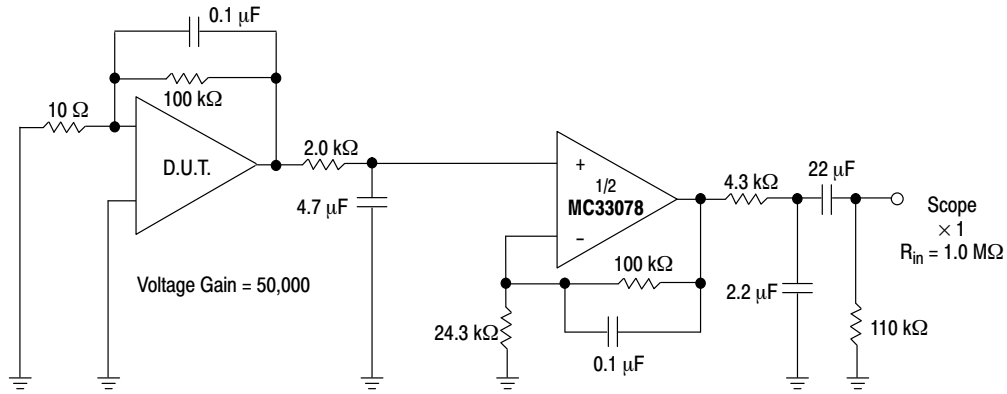 0.1 μF
100 kΩ
10 Ω
D.U.T.
2.0 kΩ
4.7 μF
Voltage Gain = 50,000
+
1/2
MC33078
–
4.3 kΩ
22 μF
Scope
× 1
Rin = 1.0 MΩ
100 kΩ
2.2 μF
24.3 kΩ
0.1 μF
110 kΩ